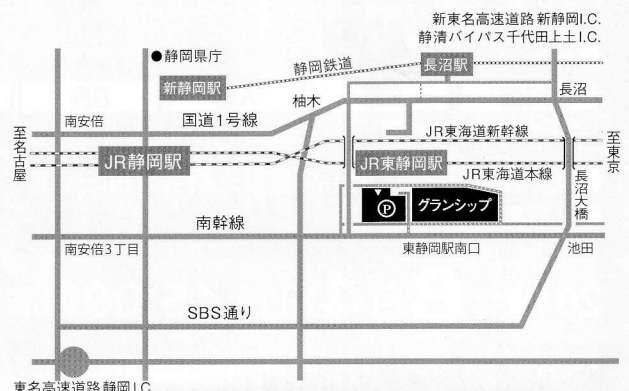 新東名高速道路 新静岡I.C.
静清バイパス千代田上土I.C.
●静岡県庁
静岡鉄道
長沼駅
新静岡駅
柚木
長沼
南安倍
国道1号線
JR東海道新幹線
至名古屋
JR静岡駅
JR東静岡駅
至東京
JR東海道本線
長沼大橋
P
グランシップ
南幹線
南安倍3丁目
東静岡駅南口
池田
SBS通り
東名高速道路 静岡I.C.